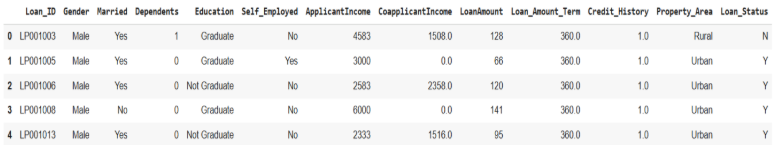 Loan_ID Gender Married Dependents Education Self_Employed ApplicantIncome CoapplicantIncome LoanAmount Loan_Amount_Term Credit_History Property_Area Loan_Status
0 LP001003 Male Yes 1 Graduate No 4583 1508.0 128 360.0 1.0 Rural N
1 LP001005 Male Yes 0 Graduate Yes 3000 0.0 66 360.0 1.0 Urban Y
2 LP001006 Male Yes 0 Not Graduate No 2583 2358.0 120 360.0 1.0 Urban Y
3 LP001008 Male No 0 Graduate No 6000 0.0 141 360.0 1.0 Urban Y
4 LP001013 Male Yes 0 Not Graduate No 2333 1516.0 95 360.0 1.0 Urban Y